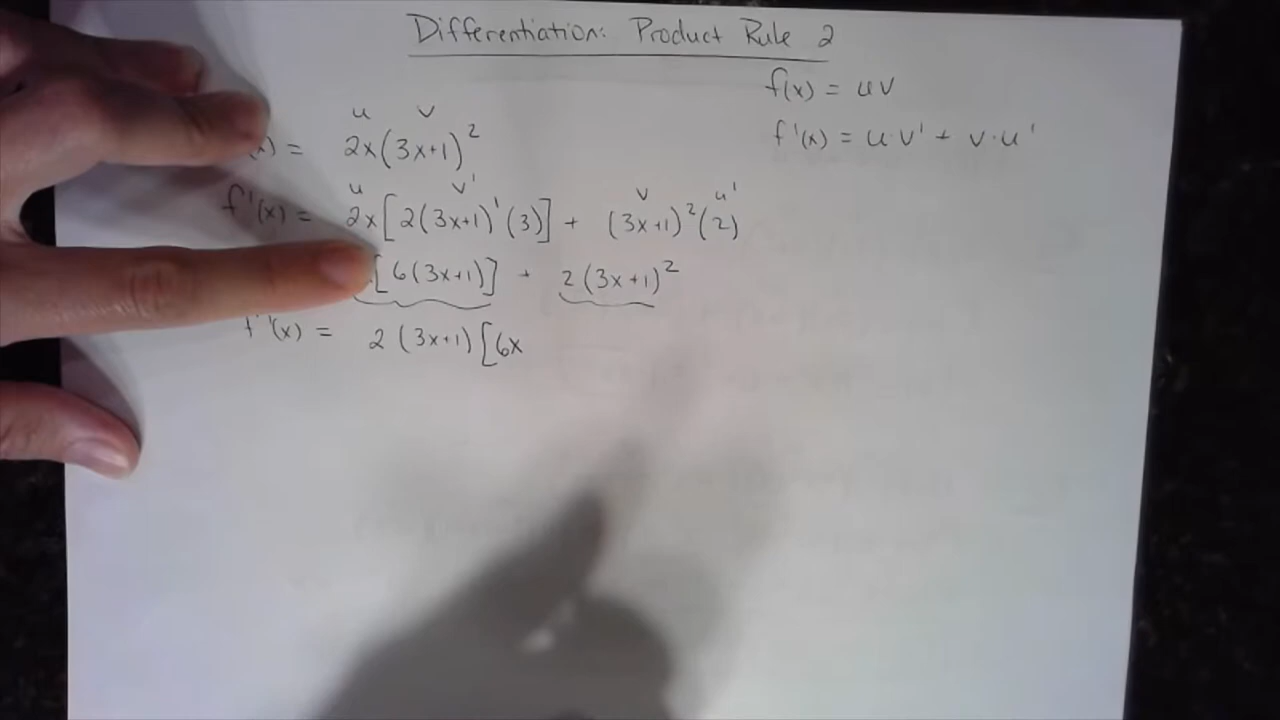 Differentiation: Product Rule 2
f(x) = uv
f'(x) = u·v' + v·u'
u v
x) = 2x(3x+1)²
u v' v u'
f'(x) = 2x[2(3x+1)¹(3)] + (3x+1)²(2)
[6(3x+1)] + 2(3x+1)²
f'(x) = 2(3x+1)[6x